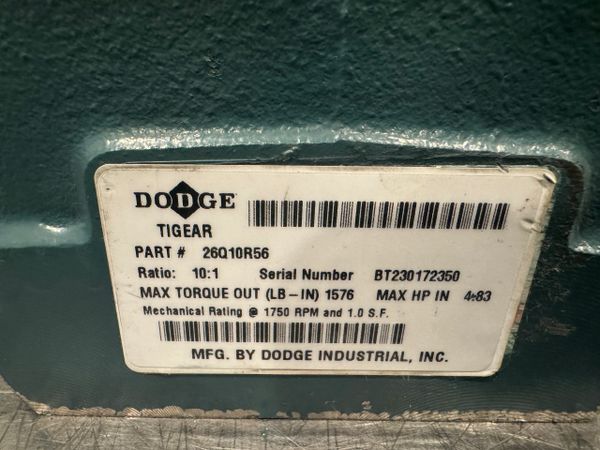 DODGE
TIGEAR
PART # 26Q10R56
Ratio: 10:1 Serial Number BT230172350
MAX TORQUE OUT (LB-IN) 1576 MAX HP IN 4.83
Mechanical Rating @ 1750 RPM and 1.0 S.F.
MFG. BY DODGE INDUSTRIAL, INC.